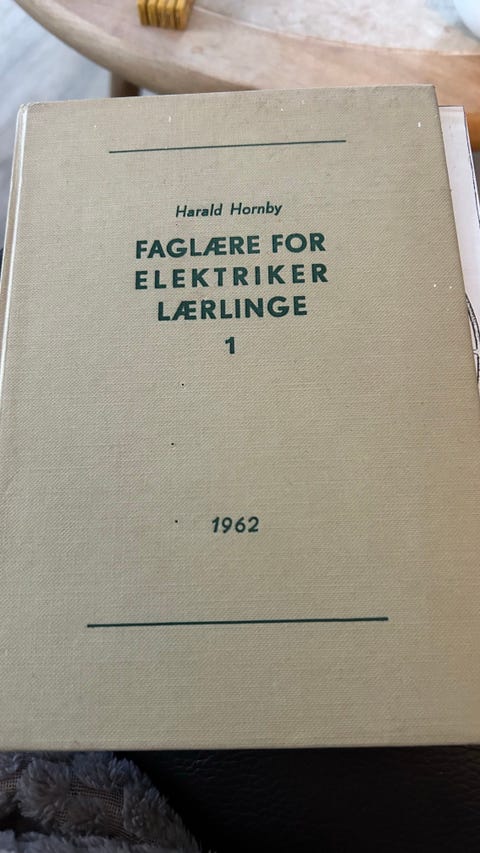 Harald Hornby
FAGLÆRE FOR
ELEKTRIKER
LÆRLINGE
1
1962